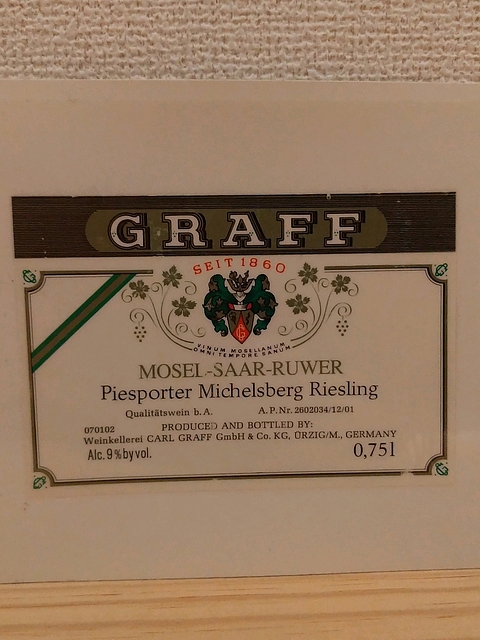 GRAFF
SEIT 1860
VINUM MOSELLANUM
OMNI TEMPORE SANUM
MOSEL-SAAR-RUWER
Piesporter Michelsberg Riesling
Qualitätswein b. A. A. P. Nr. 2602034/12/01
070102 PRODUCED AND BOTTLED BY:
Weinkellerei CARL GRAFF GmbH & Co. KG, ÜRZIG/M., GERMANY
Alc. 9 % by vol. 0,75l